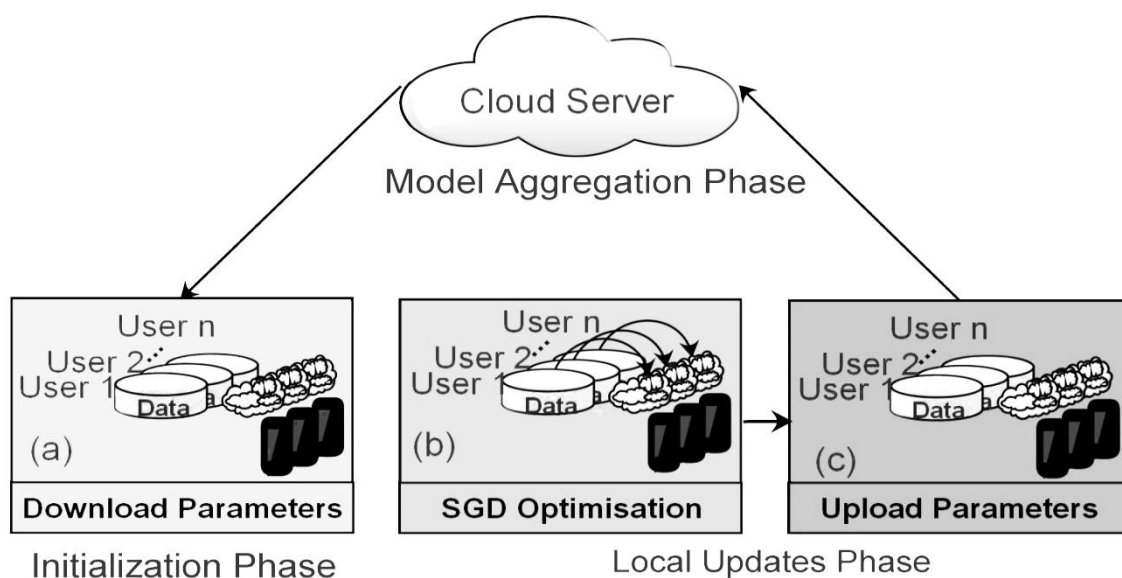 Cloud Server
Model Aggregation Phase
User n
User 2
User 1
Data
a
(a)
Download Parameters
Initialization Phase
User n
User 2
User 1
Data
(b)
SGD Optimisation
User n
User 2
User 1
Data
a
(c)
Upload Parameters
Local Updates Phase